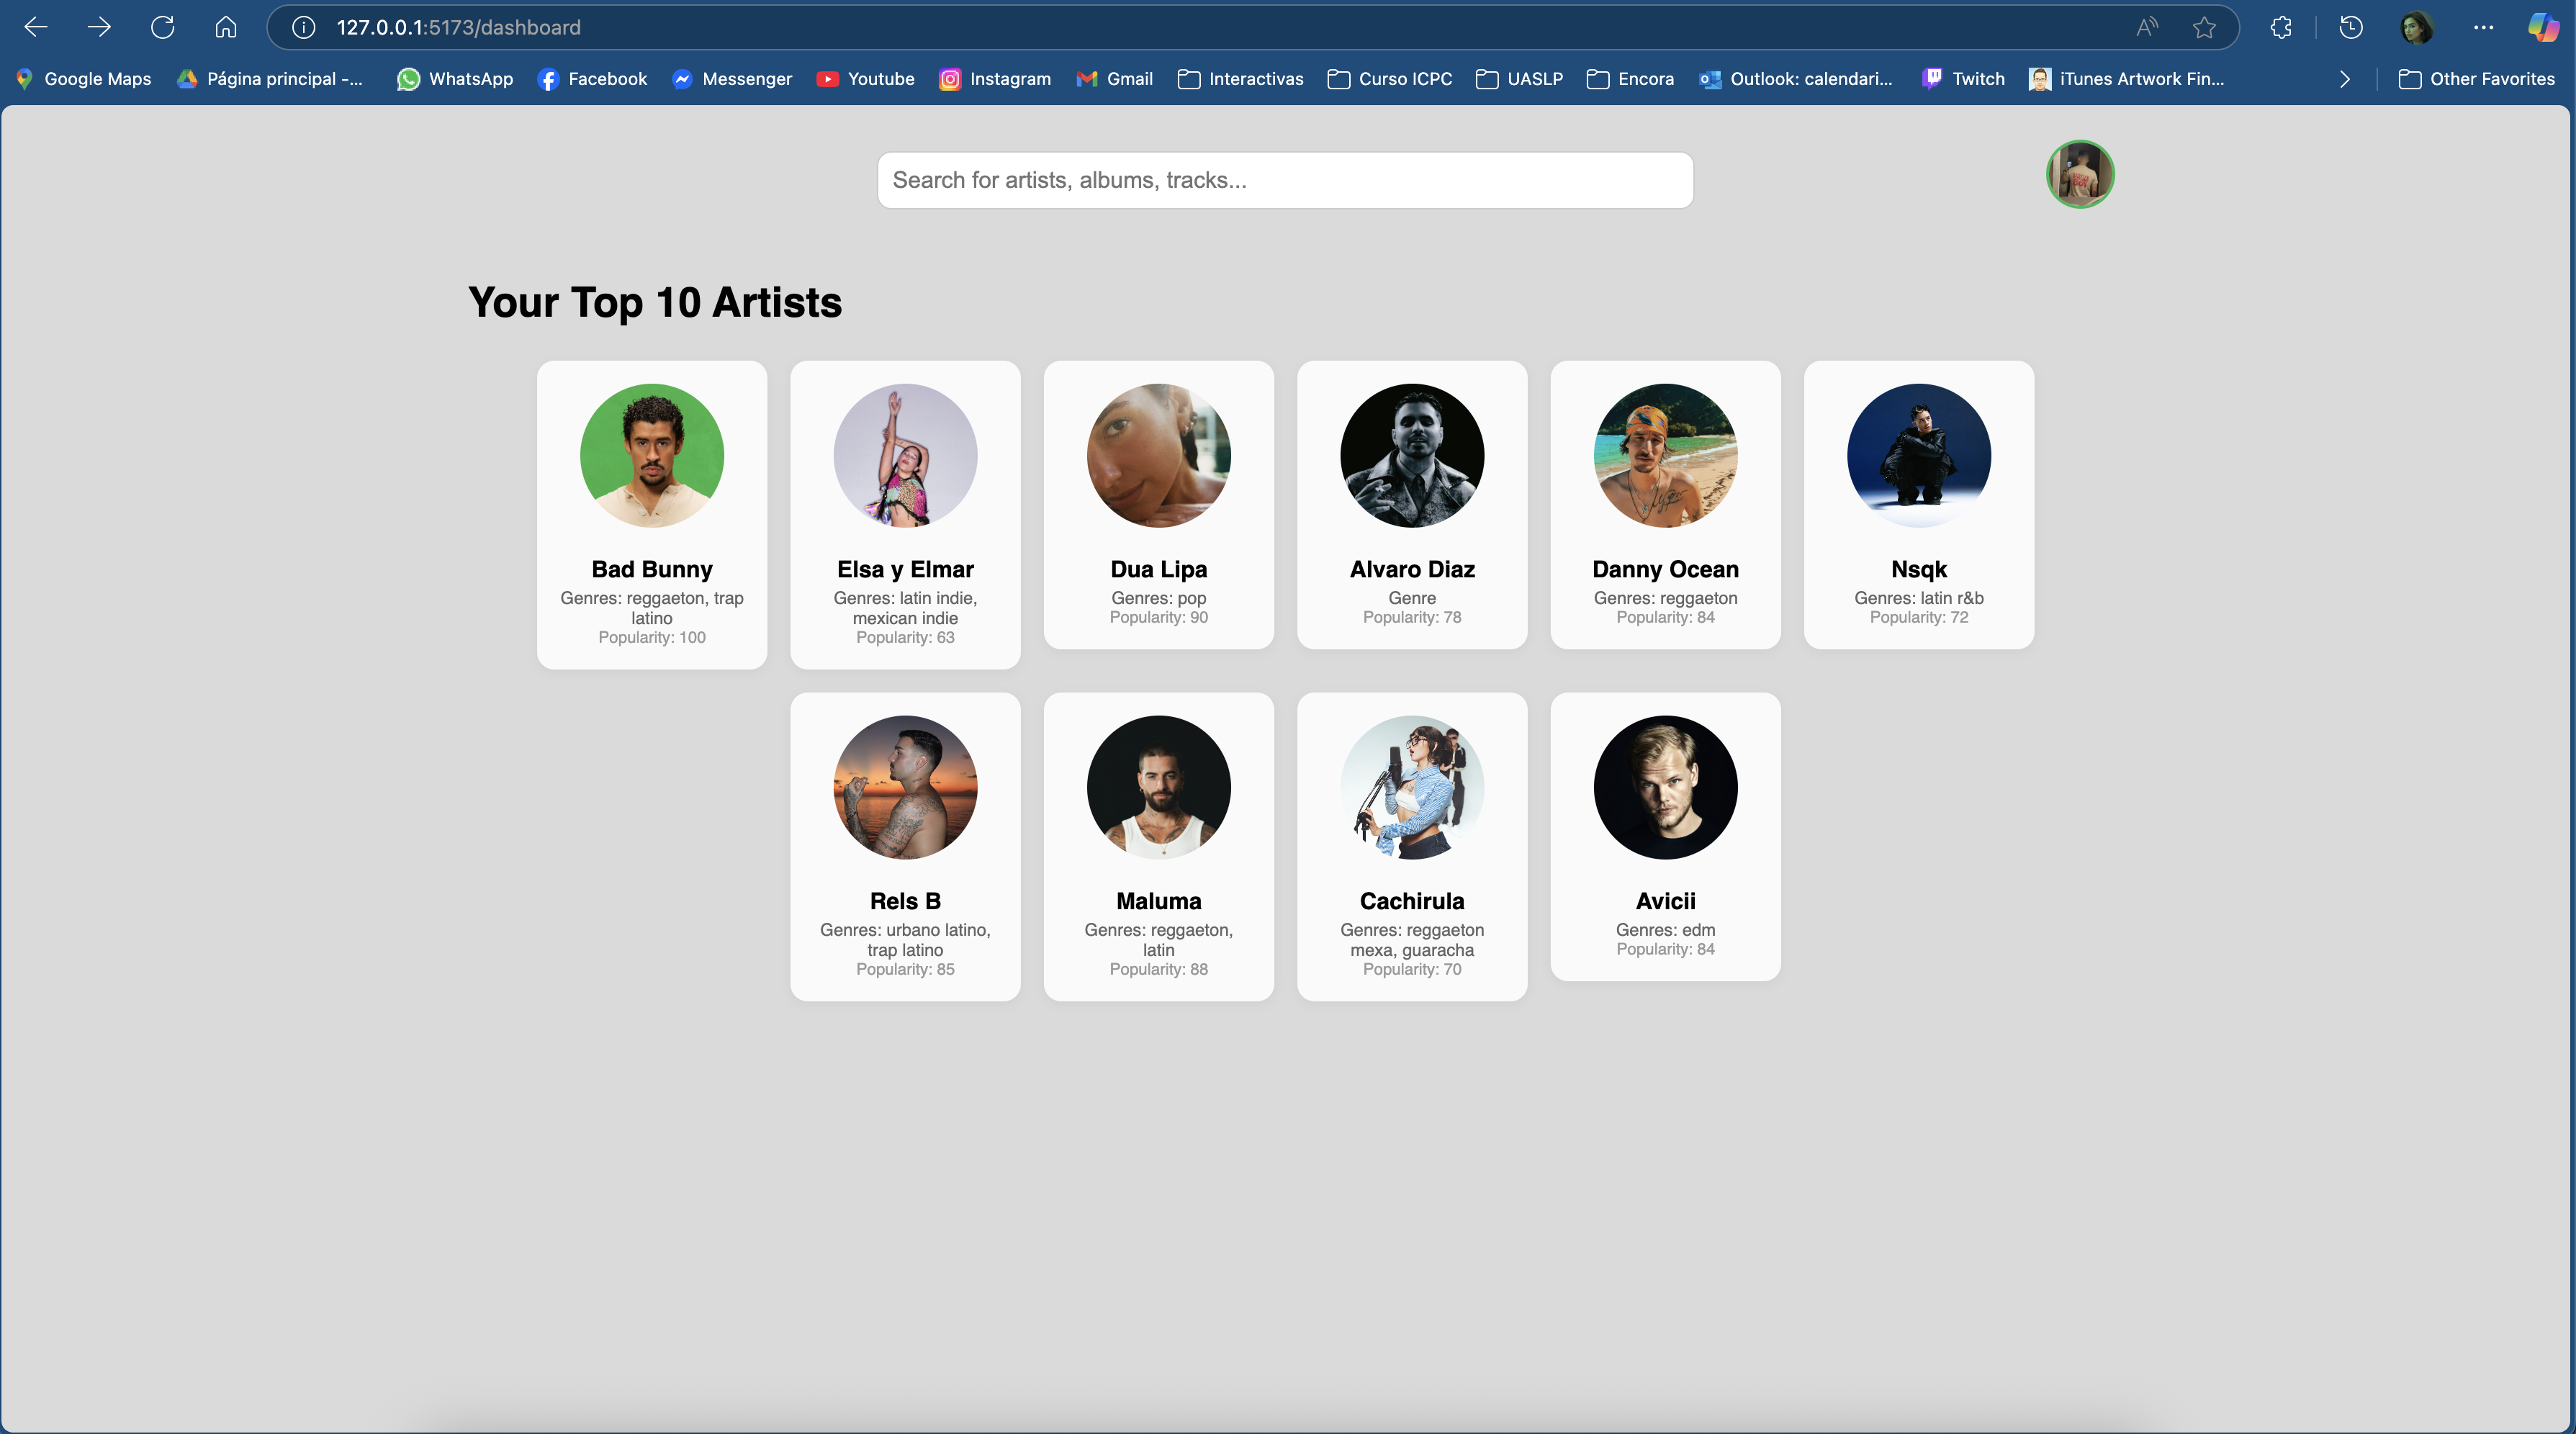 127.0.0.1:5173/dashboard
Google Maps
Página principal -...
WhatsApp
Facebook
Messenger
Youtube
Instagram
Gmail
Interactivas
Curso ICPC
UASLP
Encora
Outlook: calendari...
Twitch
iTunes Artwork Fin...
Other Favorites
Search for artists, albums, tracks...
Your Top 10 Artists
Bad Bunny
Genres: reggaeton, trap
latino
Popularity: 100
Elsa y Elmar
Genres: latin indie,
mexican indie
Popularity: 63
Dua Lipa
Genres: pop
Popularity: 90
Alvaro Diaz
Genre
Popularity: 78
Danny Ocean
Genres: reggaeton
Popularity: 84
Nsqk
Genres: latin r&b
Popularity: 72
Rels B
Genres: urbano latino,
trap latino
Popularity: 85
Maluma
Genres: reggaeton,
latin
Popularity: 88
Cachirula
Genres: reggaeton
mexa, guaracha
Popularity: 70
Avicii
Genres: edm
Popularity: 84